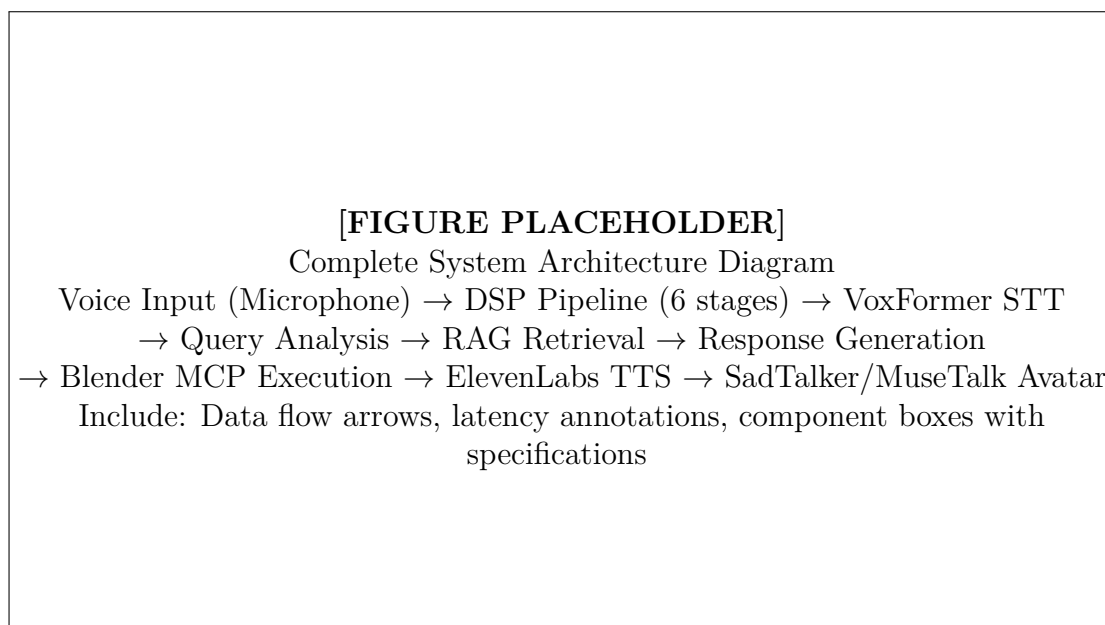 [FIGURE PLACEHOLDER]
Complete System Architecture Diagram
Voice Input (Microphone) → DSP Pipeline (6 stages) → VoxFormer STT
→ Query Analysis → RAG Retrieval → Response Generation
→ Blender MCP Execution → ElevenLabs TTS → SadTalker/MuseTalk Avatar
Include: Data flow arrows, latency annotations, component boxes with
specifications